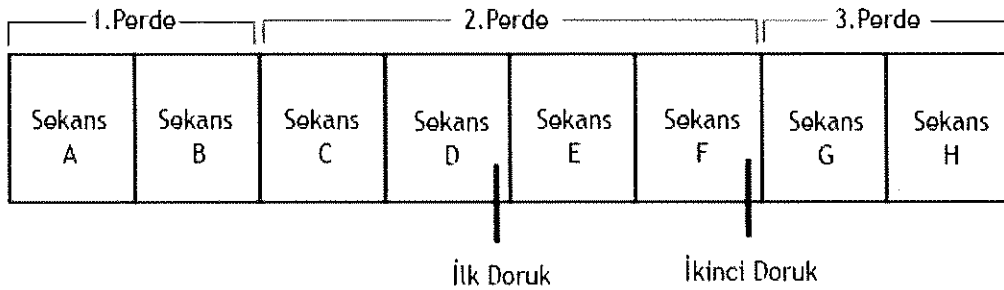 1.Perde 2.Perde 3.Perde
Sekans Sekans Sekans Sekans Sekans Sekans Sekans Sekans
A B C D E F G H
İlk Doruk İkinci Doruk